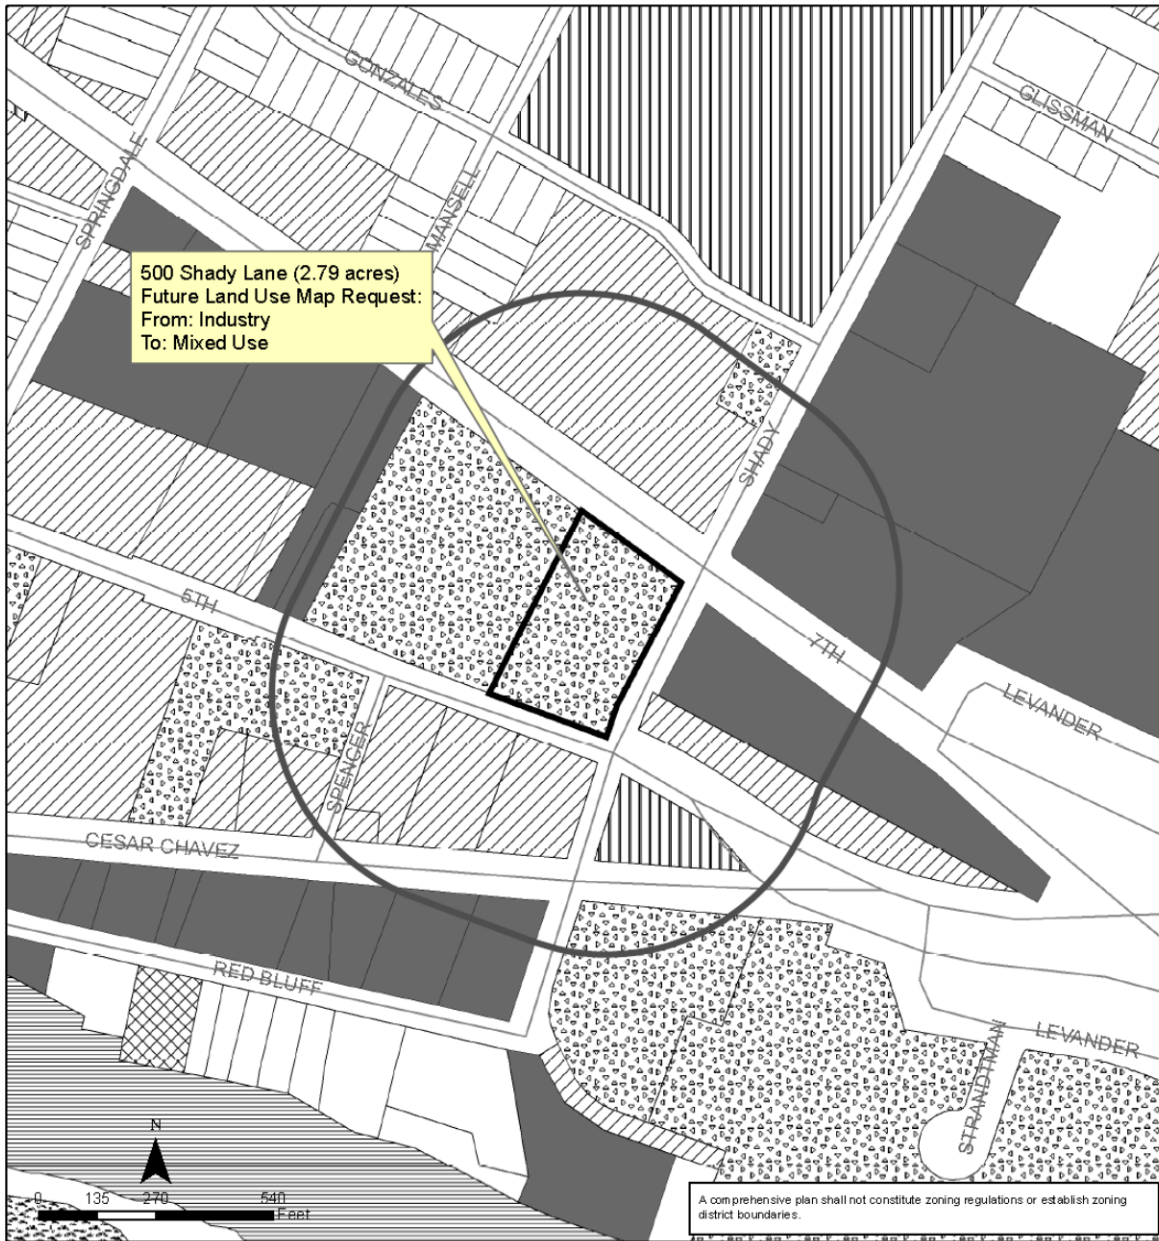 GONZALES
GLISSMAN
SPRINGDALE
MANSELL
500 Shady Lane (2.79 acres)
Future Land Use Map Request:
From: Industry
To: Mixed Use
SHADY
5TH
7TH
LEVANDER
SPENCER
CESAR CHAVEZ
RED BLUFF
LEVANDER
STRANDTMAN
N
0 135 270 540
Feet
A comprehensive plan shall not constitute zoning regulations or establish zoning
district boundaries.